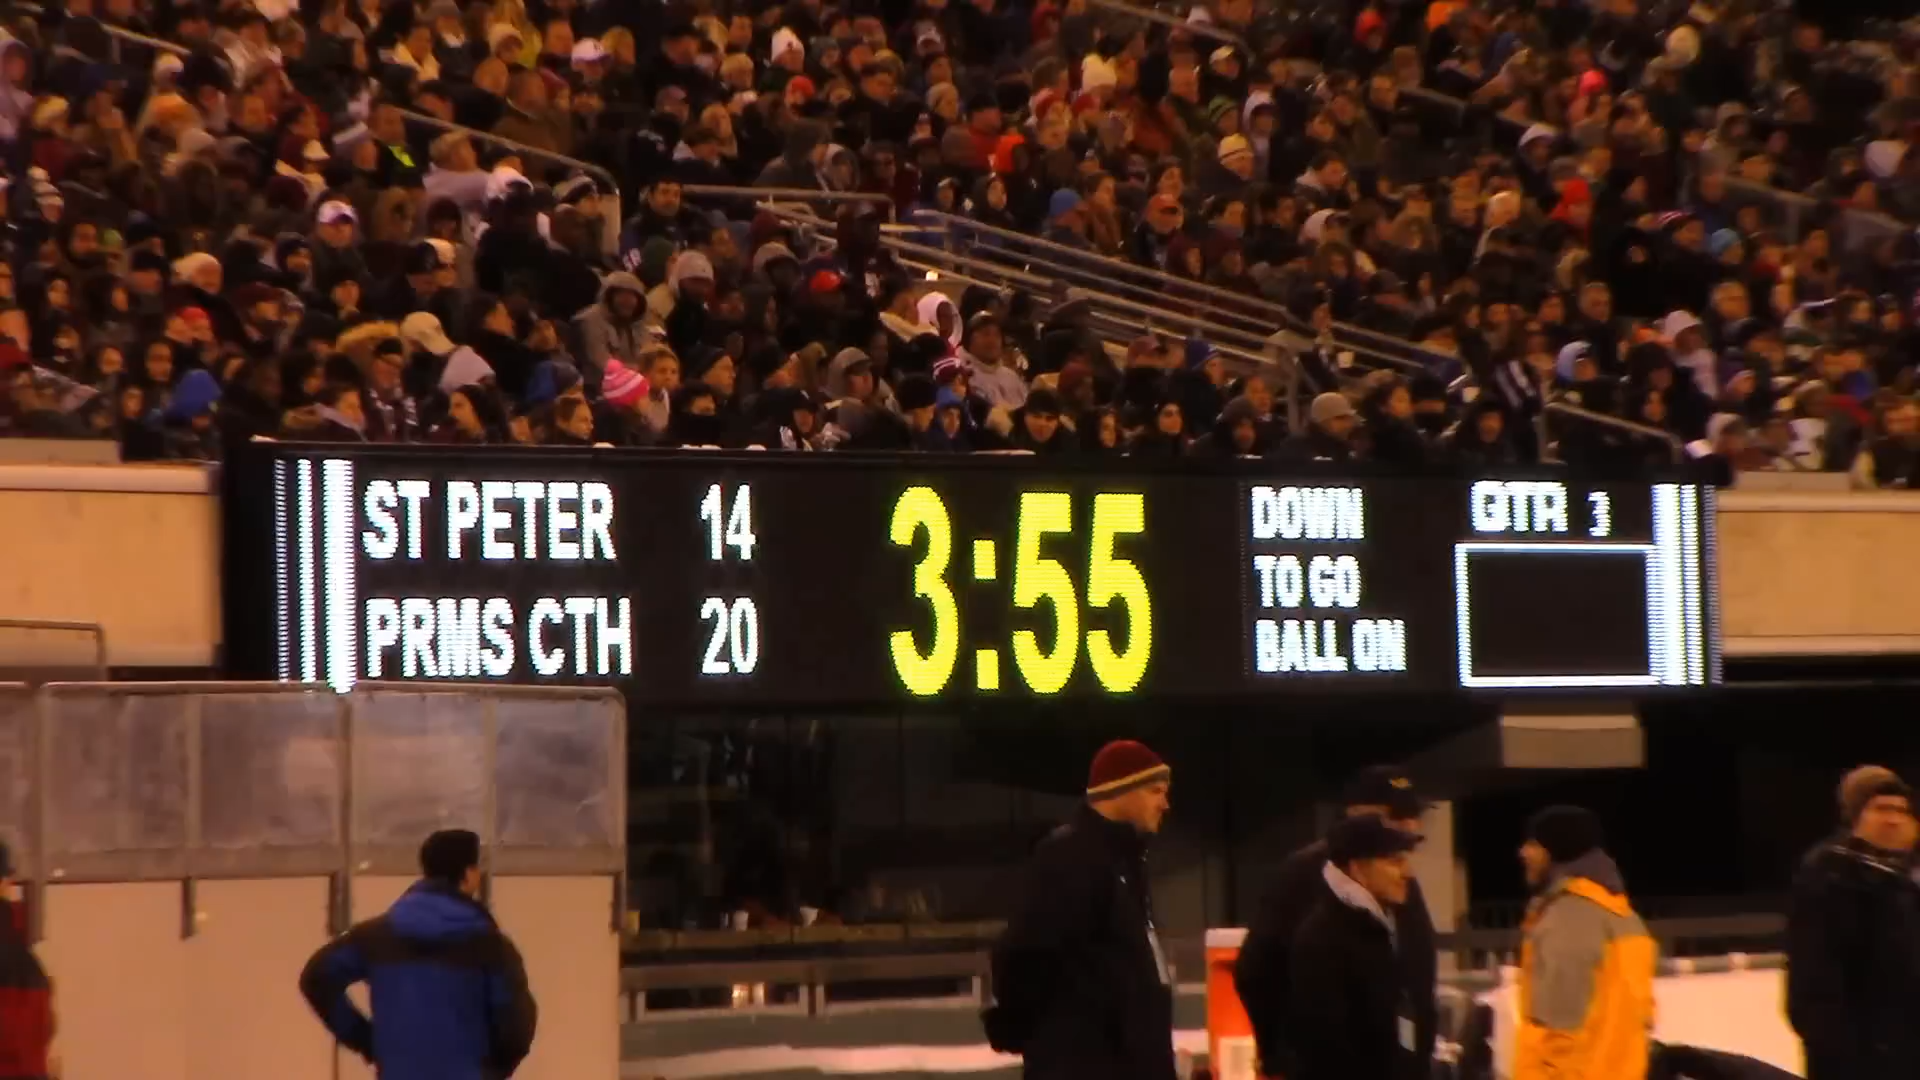 ST PETER 14
PRMS CTH 20
3:55
DOWN
TO GO
BALL ON
QTR 3